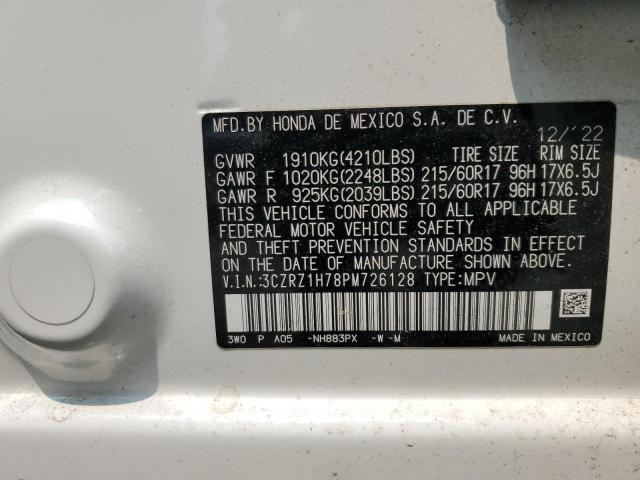 MFD. BY HONDA DE MEXICO S.A. DE C.V. 12/'22
GVWR 1910KG(4210LBS) TIRE SIZE RIM SIZE
GAWR F 1020KG(2248LBS) 215/60R17 96H 17X6.5J
GAWR R 925KG(2039LBS) 215/60R17 96H 17X6.5J
THIS VEHICLE CONFORMS TO ALL APPLICABLE
FEDERAL MOTOR VEHICLE SAFETY
AND THEFT PREVENTION STANDARDS IN EFFECT
ON THE DATE OF MANUFACTURE SHOWN ABOVE.
V.I.N.:3CZRZ1H78PM726128 TYPE:MPV
3W0 P A05 -NH883PX -W -M MADE IN MEXICO